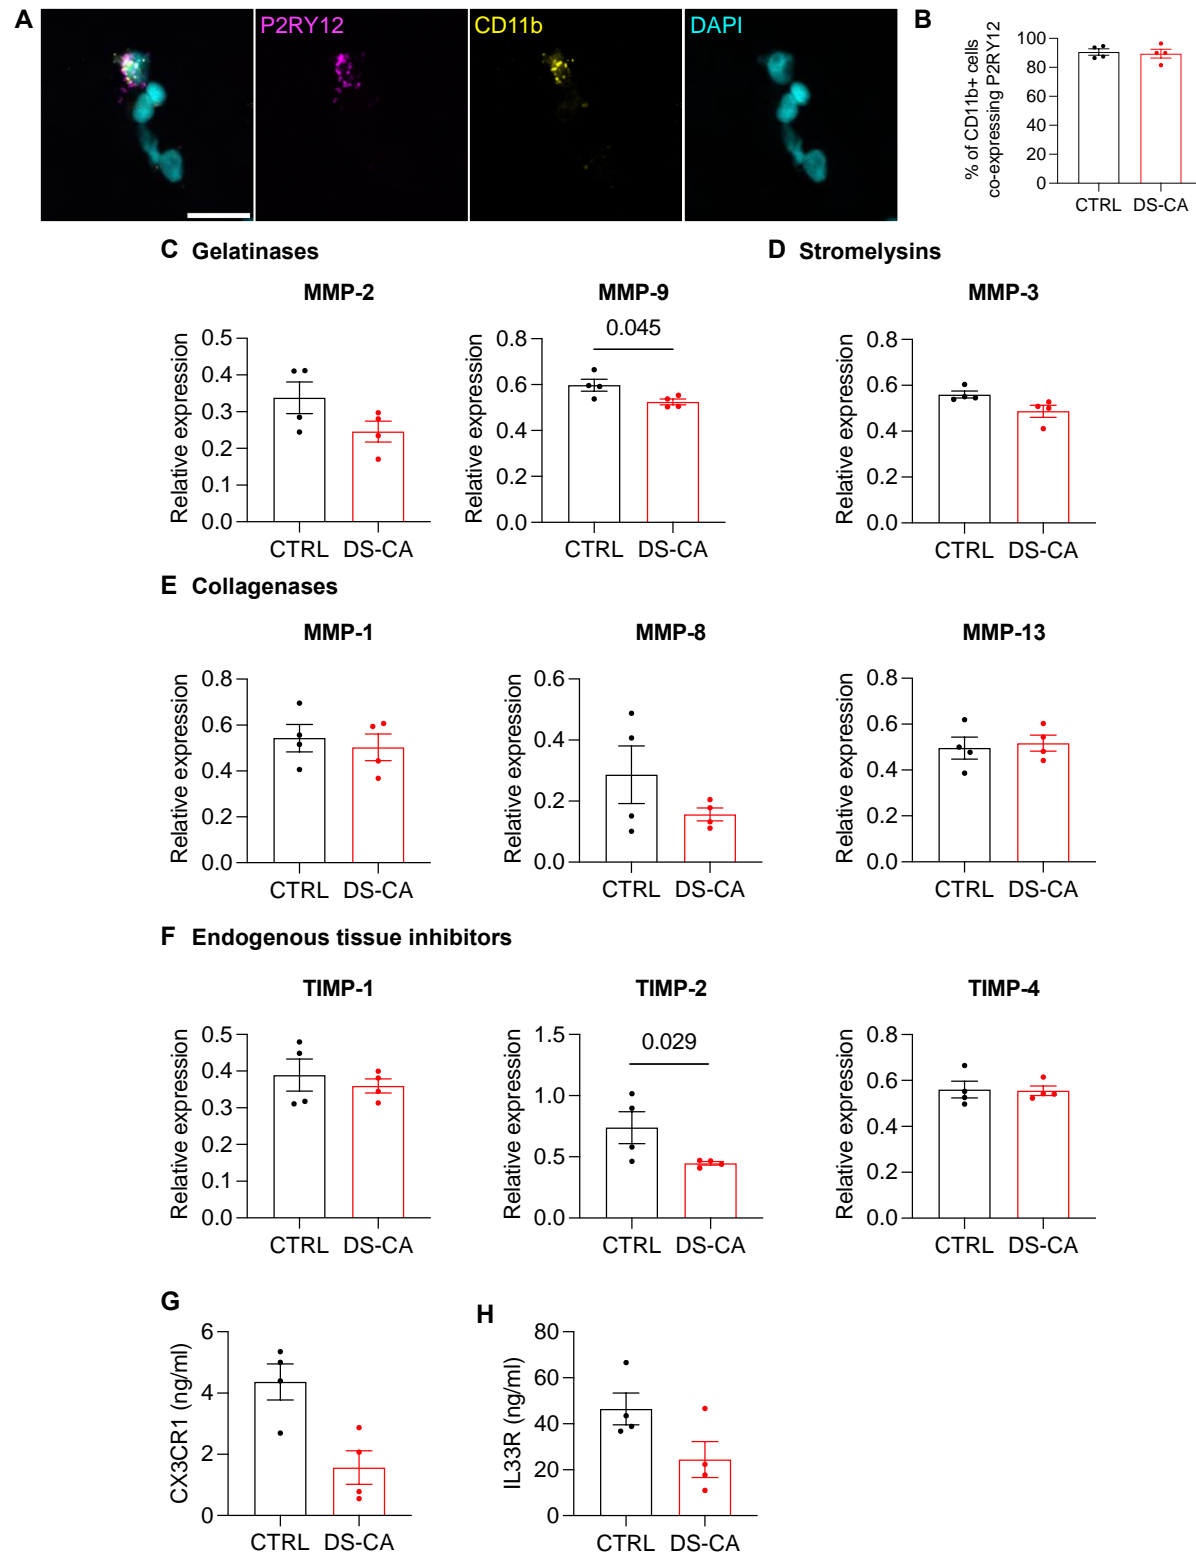 A
P2RY12
CD11b
DAPI
B
% of CD11b+ cells
co-expressing P2RY12
100
80
60
40
20
0
CTRL DS-CA
C Gelatinases
D Stromelysins
MMP-2
Relative expression
0.5
0.4
0.3
0.2
0.1
0.0
CTRL DS-CA
MMP-9
Relative expression
0.8
0.6
0.4
0.2
0.0
0.045
CTRL DS-CA
MMP-3
Relative expression
0.8
0.6
0.4
0.2
0.0
CTRL DS-CA
E Collagenases
MMP-1
Relative expression
0.8
0.6
0.4
0.2
0.0
CTRL DS-CA
MMP-8
Relative expression
0.6
0.4
0.2
0.0
CTRL DS-CA
MMP-13
Relative expression
0.8
0.6
0.4
0.2
0.0
CTRL DS-CA
F Endogenous tissue inhibitors
TIMP-1
Relative expression
0.5
0.4
0.3
0.2
0.1
0.0
CTRL DS-CA
TIMP-2
Relative expression
1.5
1.0
0.5
0.0
0.029
CTRL DS-CA
TIMP-4
Relative expression
0.8
0.6
0.4
0.2
0.0
CTRL DS-CA
G
CX3CR1 (ng/ml)
6
4
2
0
CTRL DS-CA
H
IL33R (ng/ml)
80
60
40
20
0
CTRL DS-CA